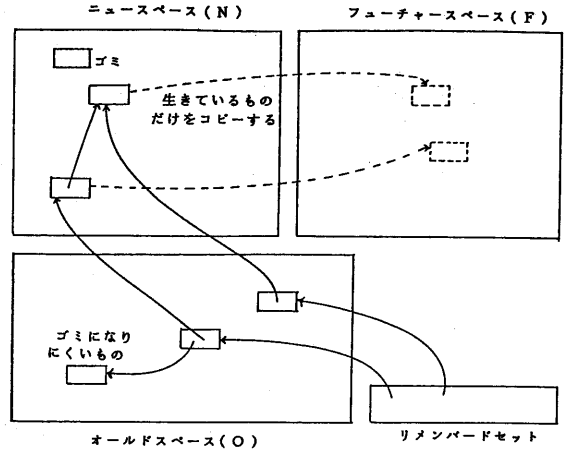 ニュースペース(N)
フューチャースペース(F)
ゴミ
生きているもの
だけをコピーする
ゴミになり
にくいもの
オールドスペース(O)
リメンバードセット